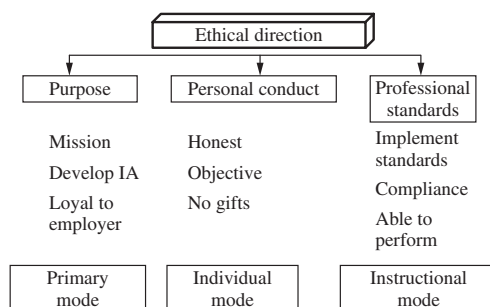 Ethical direction
Purpose
Personal conduct
Professional
standards
Mission
Develop IA
Loyal to
employer
Honest
Objective
No gifts
Implement
standards
Compliance
Able to
perform
Primary
mode
Individual
mode
Instructional
mode